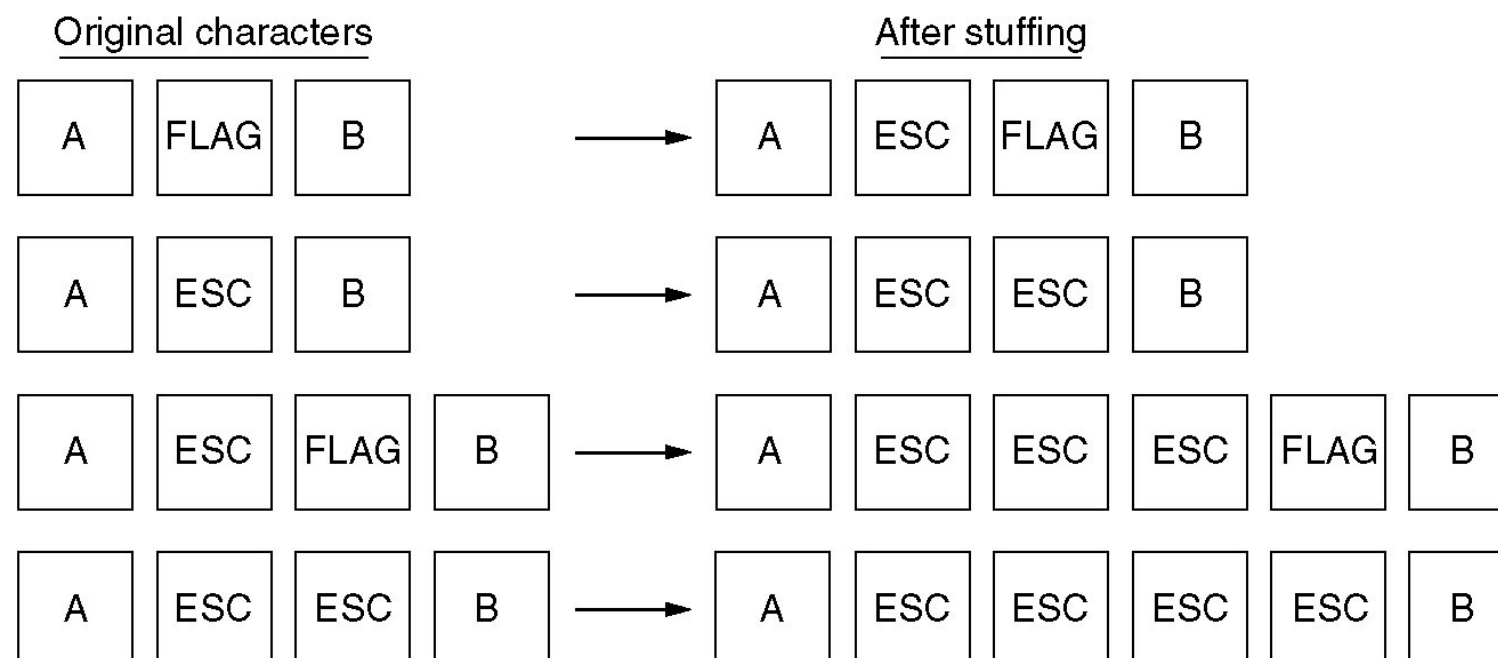 Original characters After stuffing
A FLAG B A ESC FLAG B
A ESC B A ESC ESC B
A ESC FLAG B A ESC ESC ESC FLAG B
A ESC ESC B A ESC ESC ESC ESC B